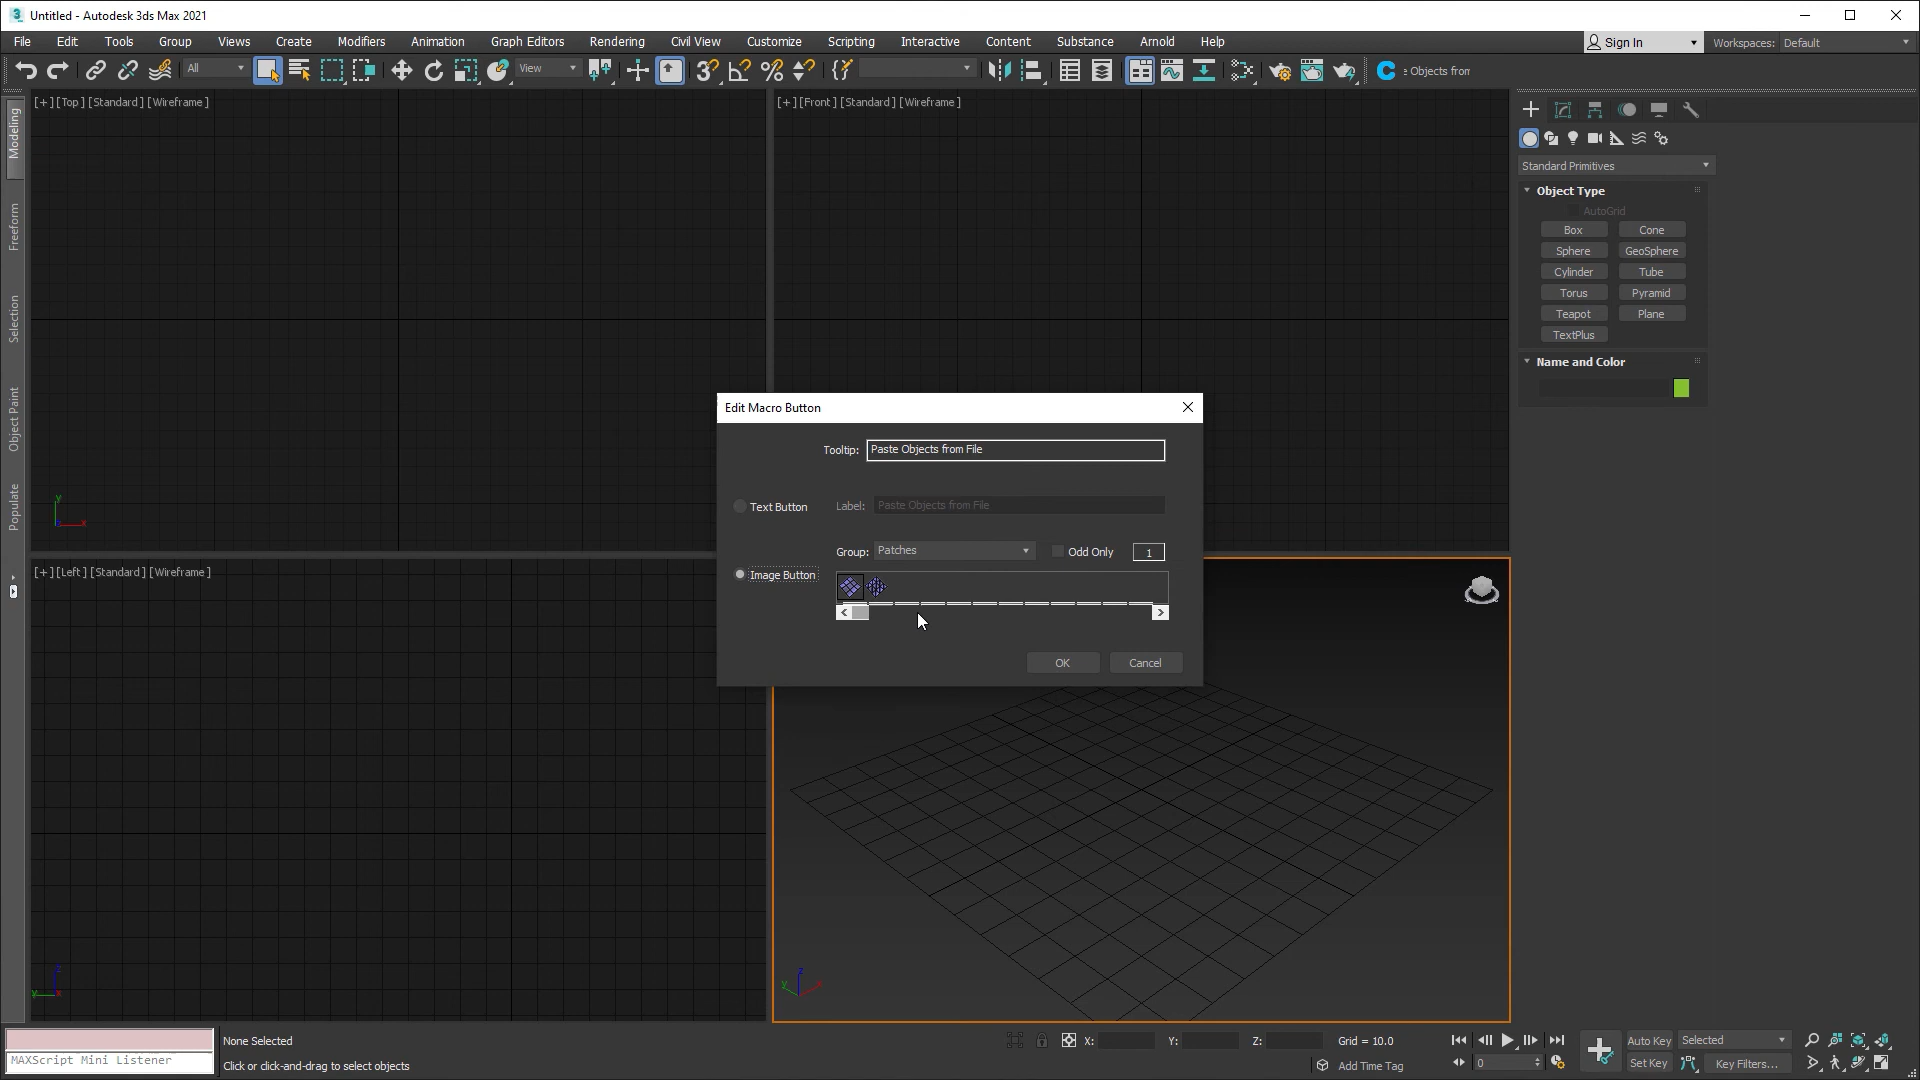 Untitled - Autodesk 3ds Max 2021
File Edit Tools Group Views Create Modifiers Animation Graph Editors Rendering Civil View Customize Scripting Interactive Content Substance Arnold Help Sign In Workspaces: Default
All View e Objects fron
[+] [Top ] [Standard ] [Wireframe ]
[+] [Front ] [Standard ] [Wireframe ]
Modeling
Freeform
Selection
Object Paint
Populate
Standard Primitives
Object Type
AutoGrid
Box Cone
Sphere GeoSphere
Cylinder Tube
Torus Pyramid
Teapot Plane
TextPlus
Name and Color
Edit Macro Button
Tooltip: Paste Objects from File
Text Button Label: Paste Objects from File
Group: Patches Odd Only 1
Image Button
OK Cancel
y x
[+] [Left ] [Standard ] [Wireframe ]
z y x
z y x
MAXScript Mini Listener
None Selected
Click or click-and-drag to select objects
X: Y: Z: Grid = 10.0
Add Time Tag
0
Auto Key Selected
Set Key Key Filters...